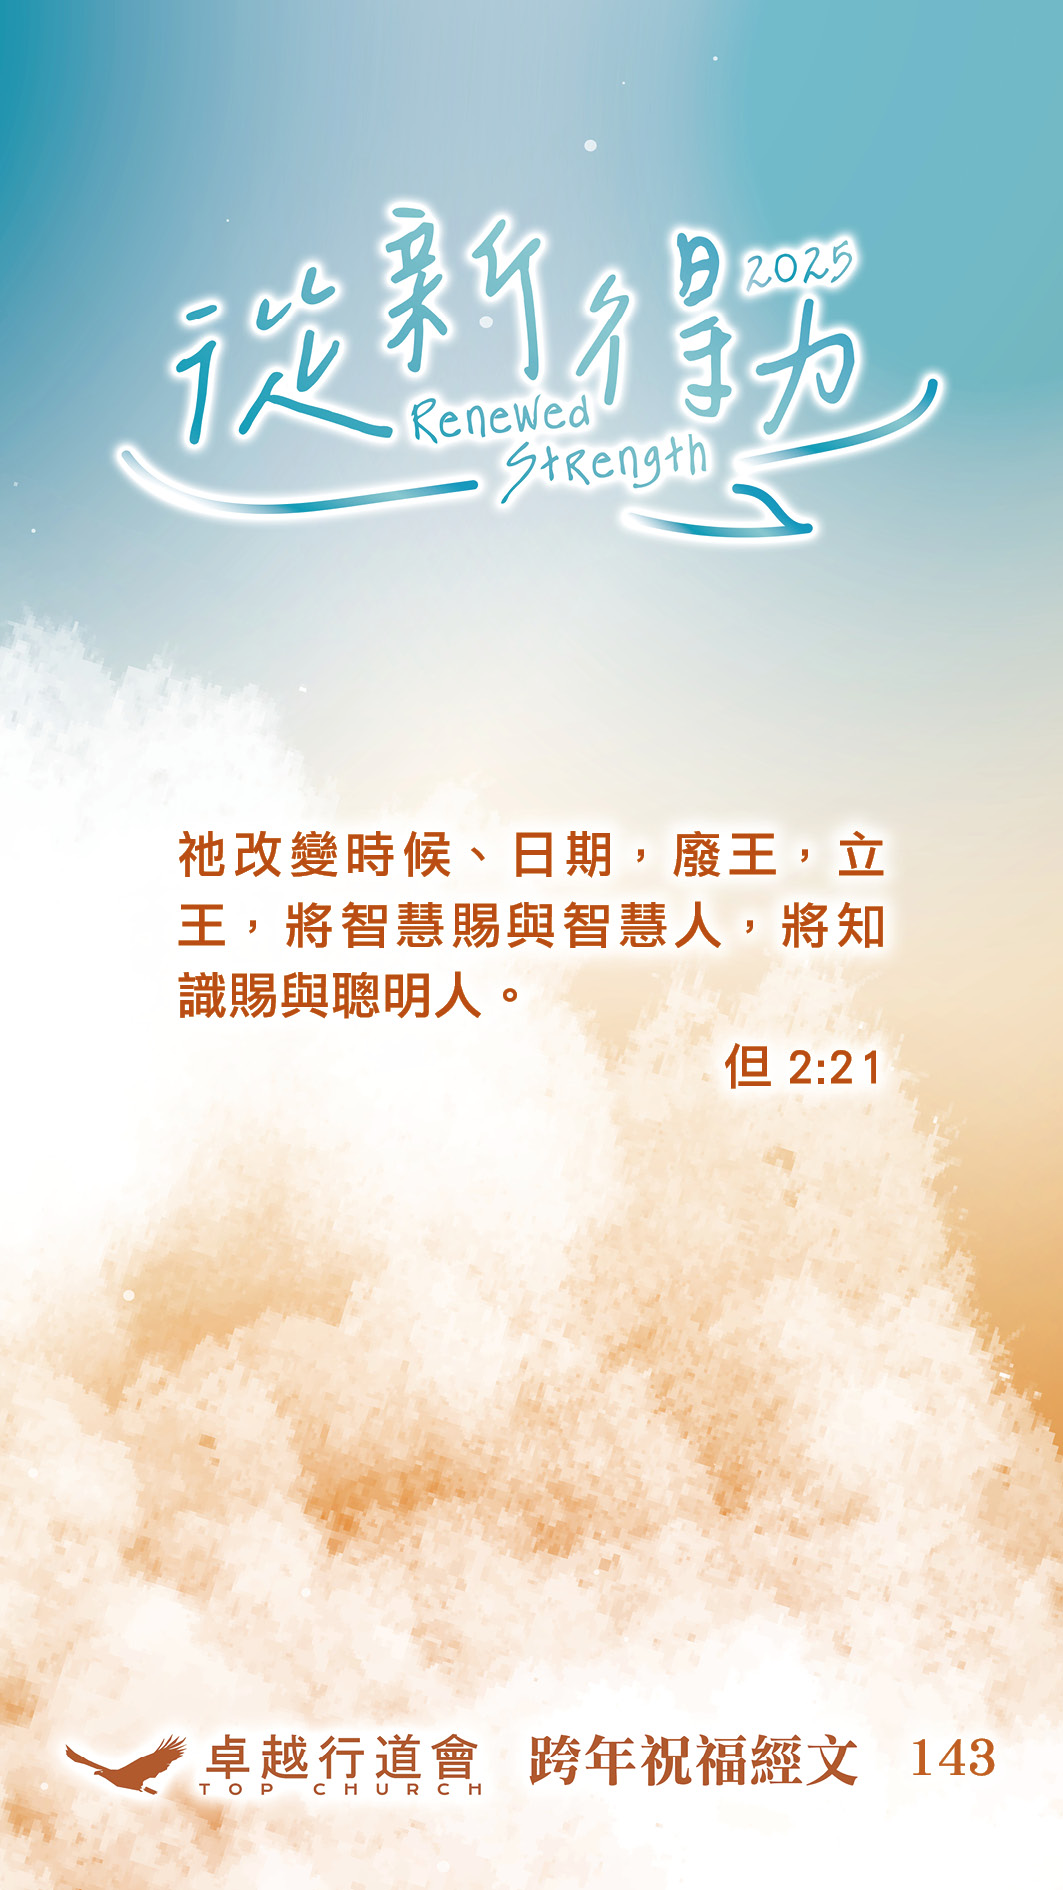 從新得力 2025
Renewed
Strength
祂改變時候、日期，廢王，立
王，將智慧賜與智慧人，將知
識賜與聰明人。
但 2:21
卓越行道會
TOP CHURCH
跨年祝福經文 143